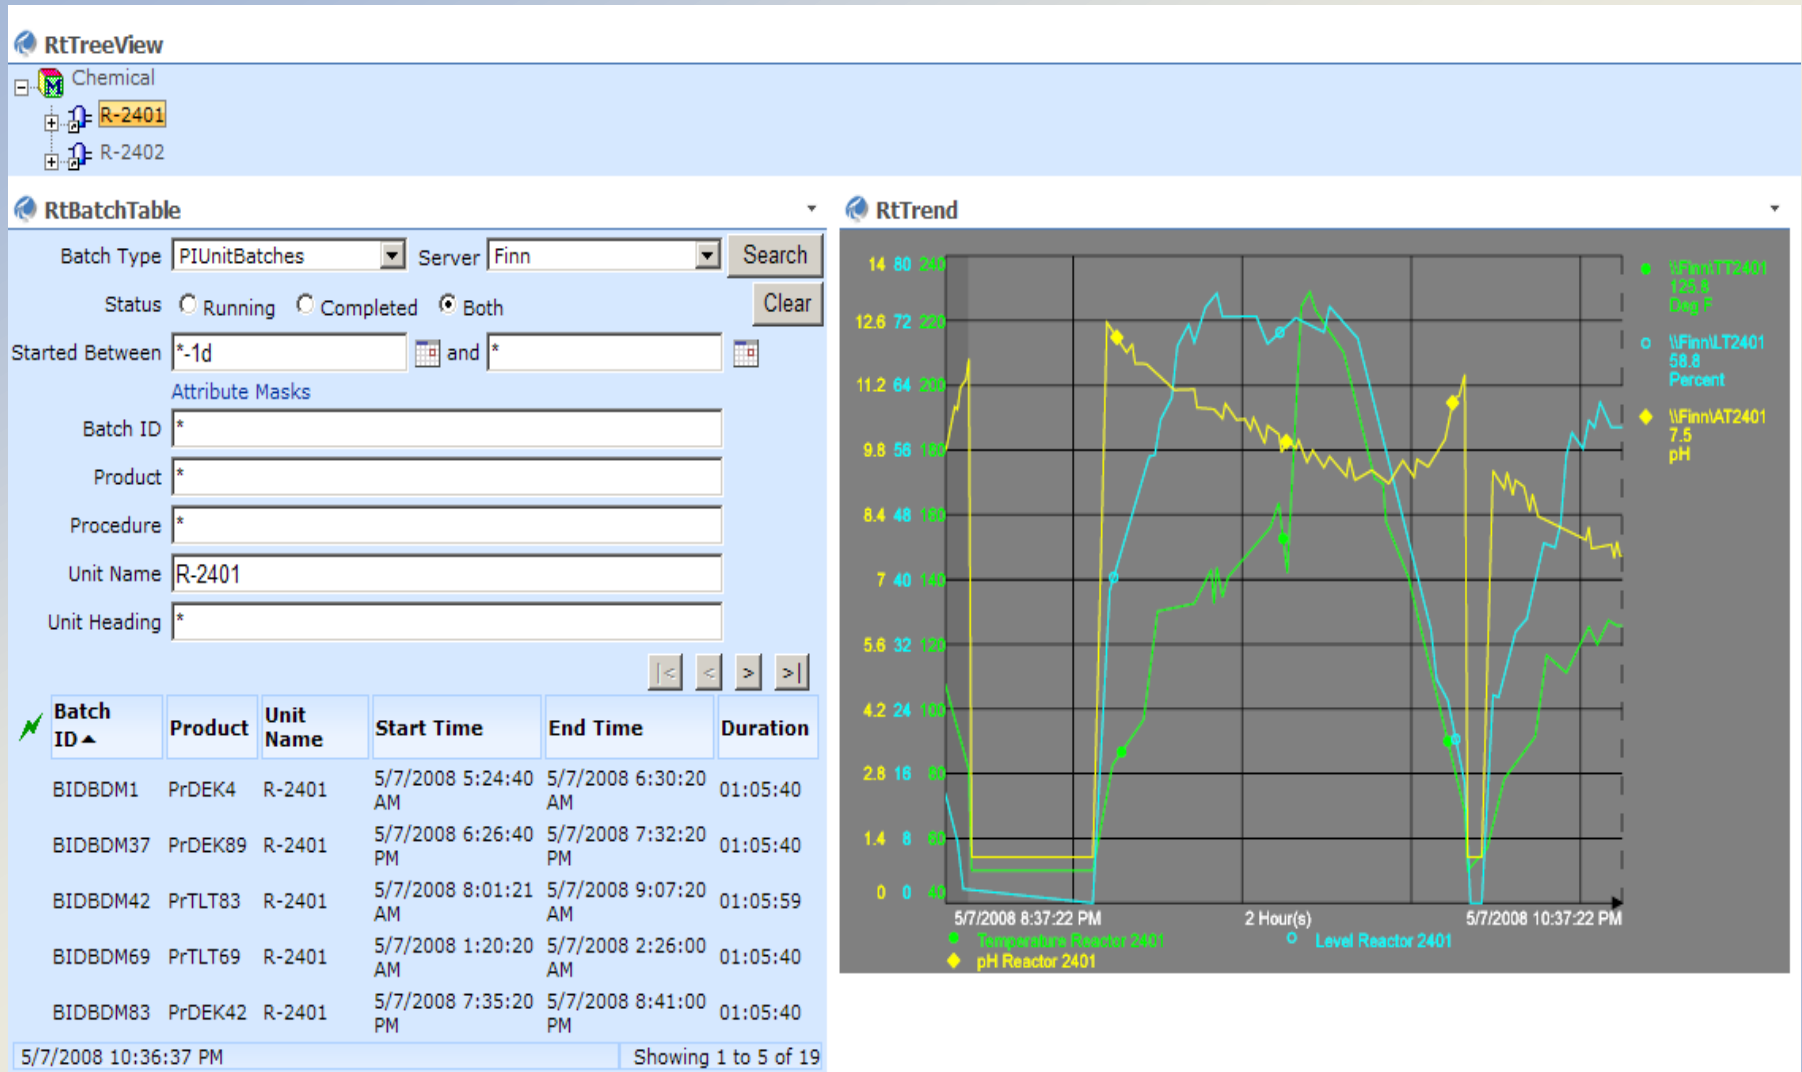 RtTreeView
Chemical
R-2401
R-2402
RtBatchTable
Batch Type PIUnitBatches Server Finn Search
Status Running Completed Both Clear
Started Between *-1d and *
Attribute Masks
Batch ID *
Product *
Procedure *
Unit Name R-2401
Unit Heading *
|< < > >|
Batch ID Product Unit Name Start Time End Time Duration
BIDBDM1 PrDEK4 R-2401 5/7/2008 5:24:40 AM 5/7/2008 6:30:20 AM 01:05:40
BIDBDM37 PrDEK89 R-2401 5/7/2008 6:26:40 PM 5/7/2008 7:32:20 PM 01:05:40
BIDBDM42 PrTLT83 R-2401 5/7/2008 8:01:21 AM 5/7/2008 9:07:20 AM 01:05:59
BIDBDM69 PrTLT69 R-2401 5/7/2008 1:20:20 AM 5/7/2008 2:26:00 AM 01:05:40
BIDBDM83 PrDEK42 R-2401 5/7/2008 7:35:20 PM 5/7/2008 8:41:00 PM 01:05:40
5/7/2008 10:36:37 PM Showing 1 to 5 of 19
RtTrend
14 80 240
12.6 72 220
11.2 64 200
9.8 56 180
8.4 48 160
7 40 140
5.6 32 120
4.2 24 100
2.8 16 80
1.4 8 60
0 0 40
5/7/2008 8:37:22 PM 2 Hour(s) 5/7/2008 10:37:22 PM
Temperature Reactor 2401 Level Reactor 2401
pH Reactor 2401
\\Finn\TT2401
125.8
Deg F
\\Finn\LT2401
58.8
Percent
\\Finn\AT2401
7.5
pH